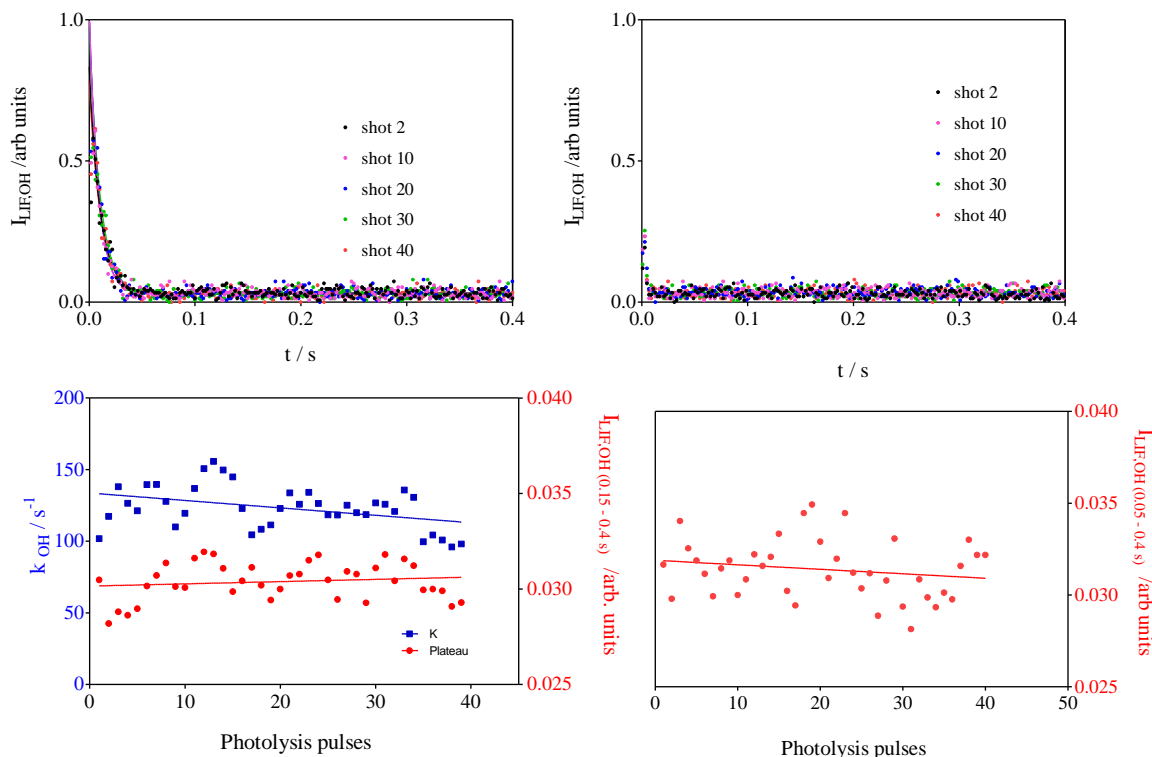 1.0
0.5
0.0
0.0
0.1
0.2
0.3
0.4
I_LIF,OH /arb units
t / s
shot 2
shot 10
shot 20
shot 30
shot 40
1.0
0.5
0.0
0.0
0.1
0.2
0.3
0.4
I_LIF,OH /arb units
t / s
shot 2
shot 10
shot 20
shot 30
shot 40
200
150
100
50
0
k_OH / s^-1
0.040
0.035
0.030
0.025
I_LIF,OH (0.15 - 0.4 s) /arb. units
K
Plateau
0
10
20
30
40
Photolysis pulses
0.040
0.035
0.030
0.025
I_LIF,OH (0.05 - 0.4 s) /arb units
0
10
20
30
40
50
Photolysis pulses